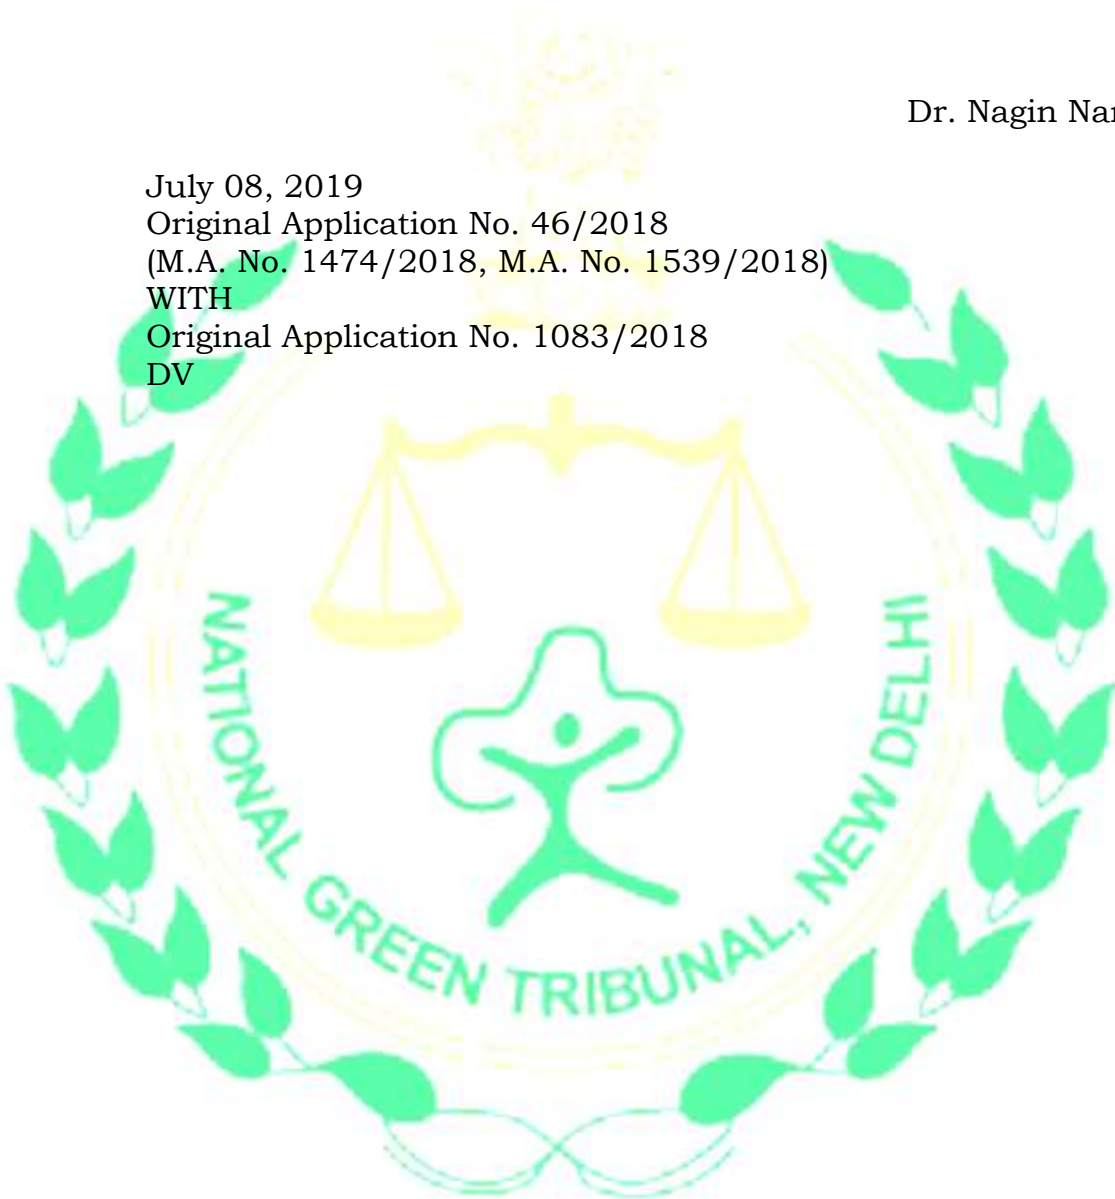 Dr. Nagin
July 08, 2019
Original Application No. 46/2018
(M.A. No. 1474/2018, M.A. No. 1539/2018)
WITH
Original Application No. 1083/2018
DV
NATIONAL GREEN TRIBUNAL, NEW DELHI